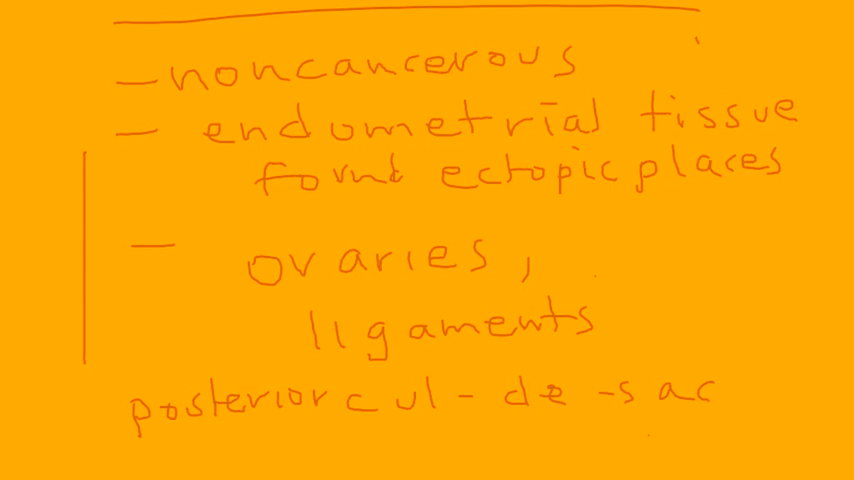 - noncancerous
- endometrial tissue
found ectopic places
- ovaries,
ligaments
posterior cul-de-sac